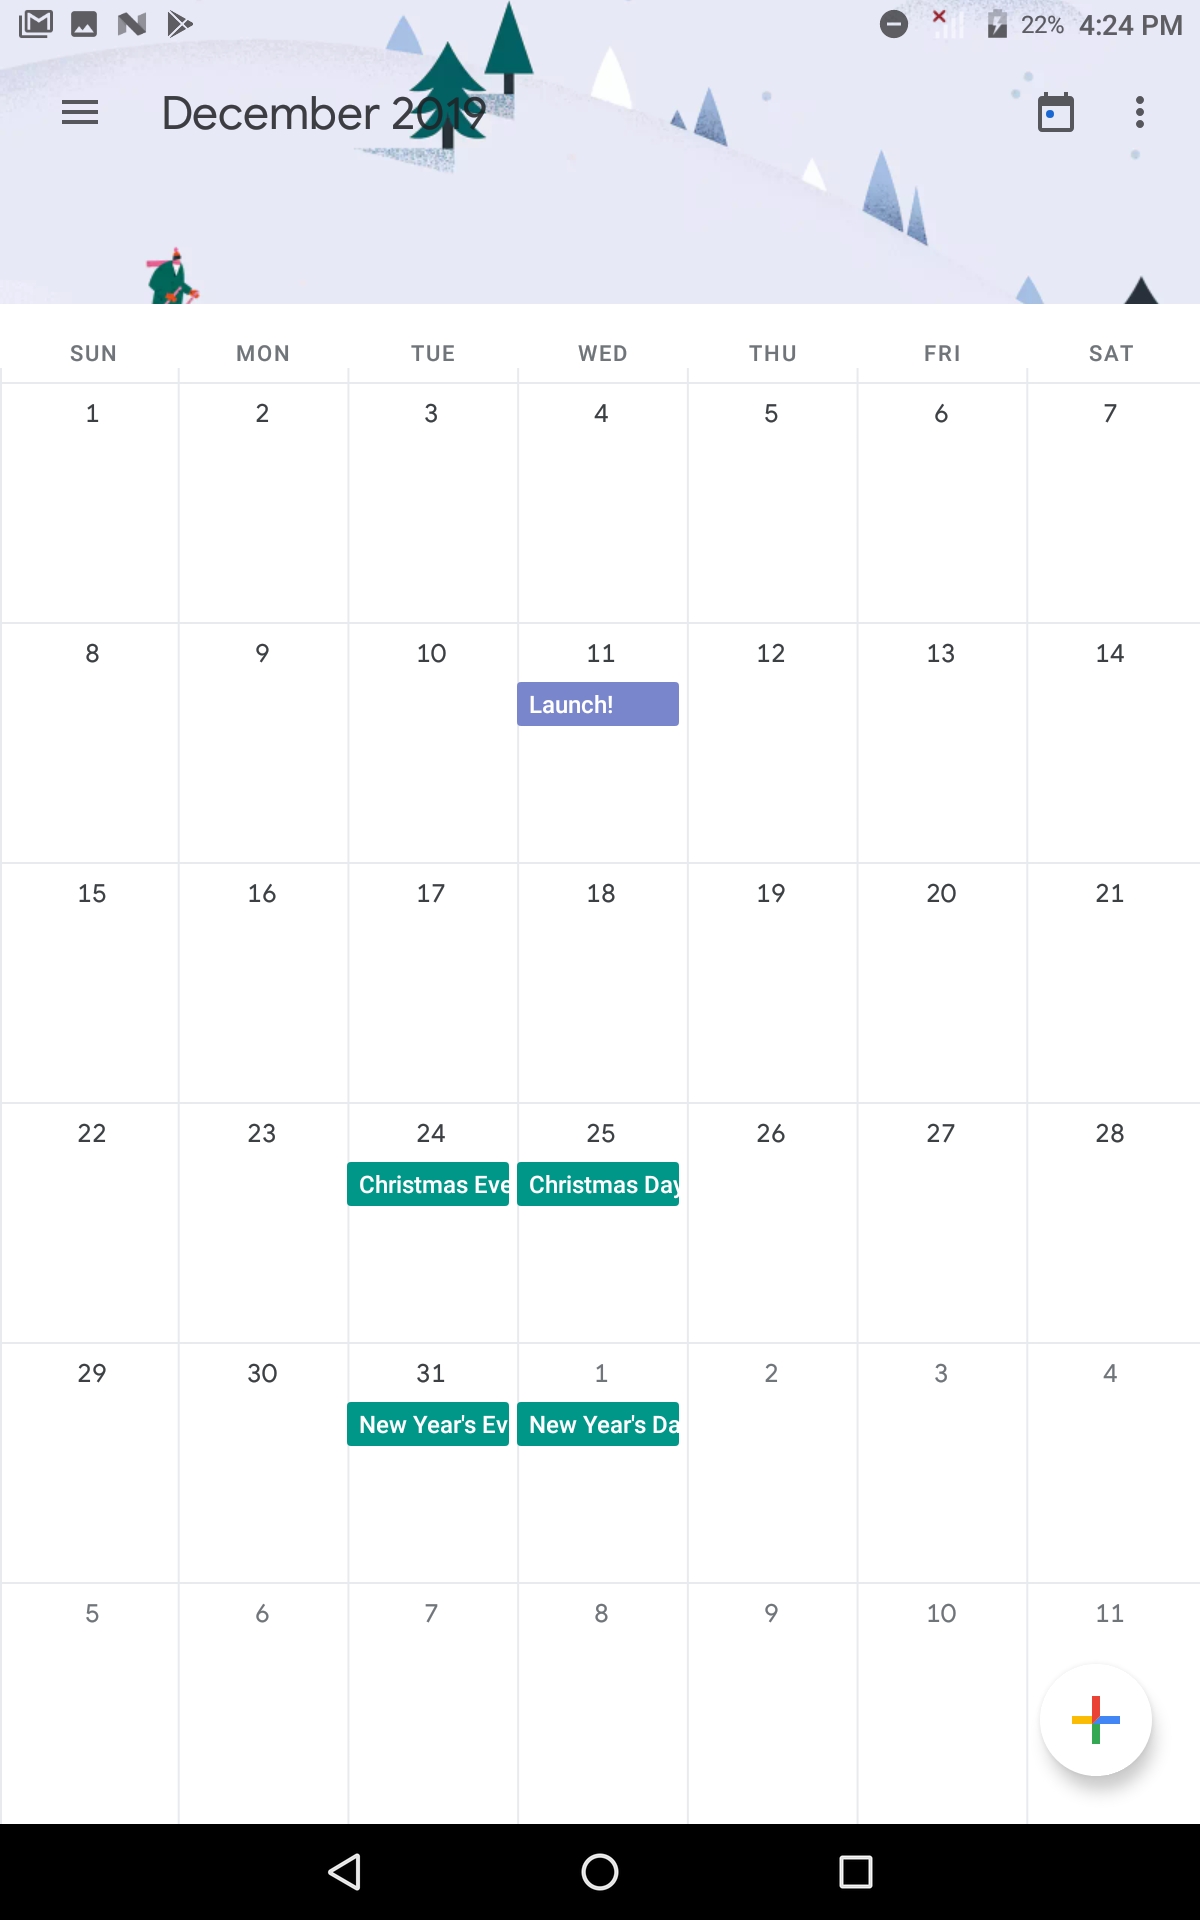 22% 4:24 PM
December 2019
SUN MON TUE WED THU FRI SAT
1 2 3 4 5 6 7
8 9 10 11 12 13 14
Launch!
15 16 17 18 19 20 21
22 23 24 25 26 27 28
Christmas Eve Christmas Day
29 30 31 1 2 3 4
New Year's Ev New Year's Da
5 6 7 8 9 10 11